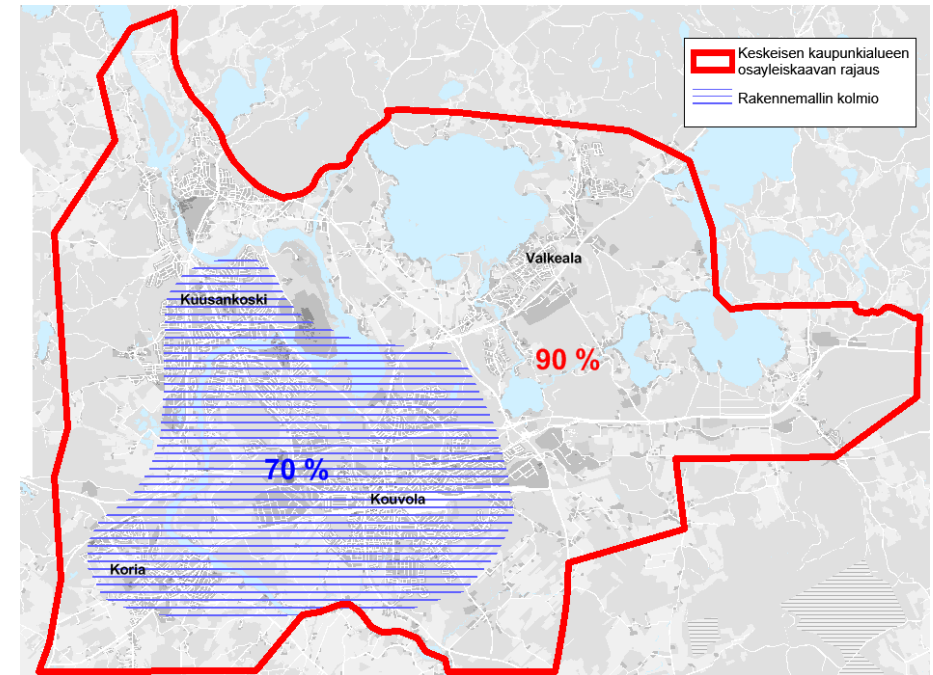 Keskeisen kaupunkialueen
osayleiskaavan rajaus
Rakennemallin kolmio
Valkeala
Kuusankoski
90 %
70 %
Kouvola
Koria